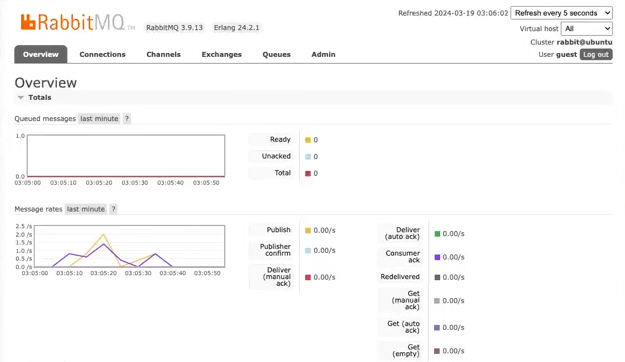 Refreshed 2024-03-19 03:06:02 Refresh every 5 seconds
RabbitMQ TM RabbitMQ 3.9.13 Erlang 24.2.1
Virtual host All
Cluster rabbit@ubuntu
User guest Log out
Overview Connections Channels Exchanges Queues Admin
Overview
Totals
Queued messages last minute ?
1.0
0.0
03:05:00 03:05:10 03:05:20 03:05:30 03:05:40 03:05:50
Ready 0
Unacked 0
Total 0
Message rates last minute ?
2.5 /s
2.0 /s
1.5 /s
1.0 /s
0.5 /s
0.0 /s
03:05:00 03:05:10 03:05:20 03:05:30 03:05:40 03:05:50
Publish 0.00/s
Publisher
confirm 0.00/s
Deliver
(manual
ack) 0.00/s
Deliver
(auto ack) 0.00/s
Consumer
ack 0.00/s
Redelivered 0.00/s
Get
(manual
ack) 0.00/s
Get (auto
ack) 0.00/s
Get
(empty) 0.00/s